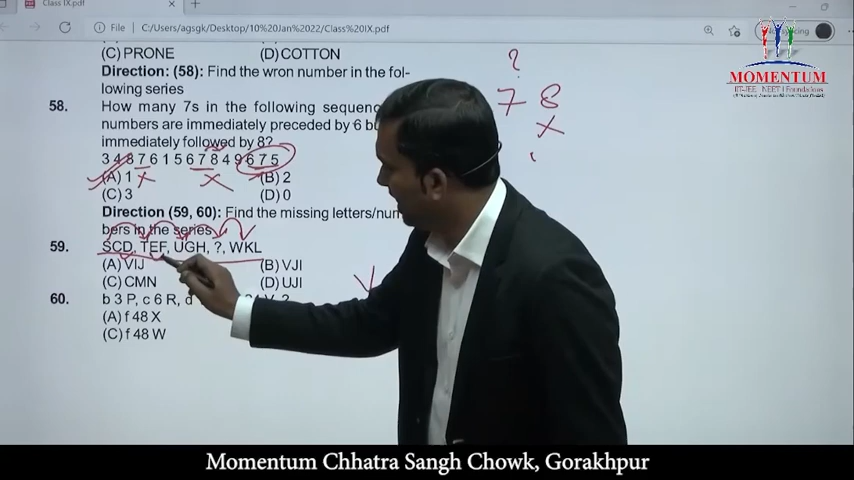 Class IX.pdf
File | C:/Users/agsgk/Desktop/10%20Jan%2022/Class%20IX.pdf
(C) PRONE (D) COTTON
Direction: (58): Find the wron number in the fol-
lowing series
58. How many 7s in the following sequenc
numbers are immediately preceded by 6 bu
immediately followed by 8?
3 4 8 7 6 1 5 6 7 8 4 9 6 7 5
(A) 1 (B) 2
(C) 3 (D) 0
Direction (59, 60): Find the missing letters/num
bers in the series
59. SCD, TEF, UGH, ?, WKL
(A) VIJ (B) VJI
(C) CMN (D) UJI
60. b 3 P, c 6 R, d V, ?
(A) f 48 X
(C) f 48 W
?
7 8
X
V
MOMENTUM
IIT-JEE NEET Foundations
Momentum Chhatra Sangh Chowk, Gorakhpur